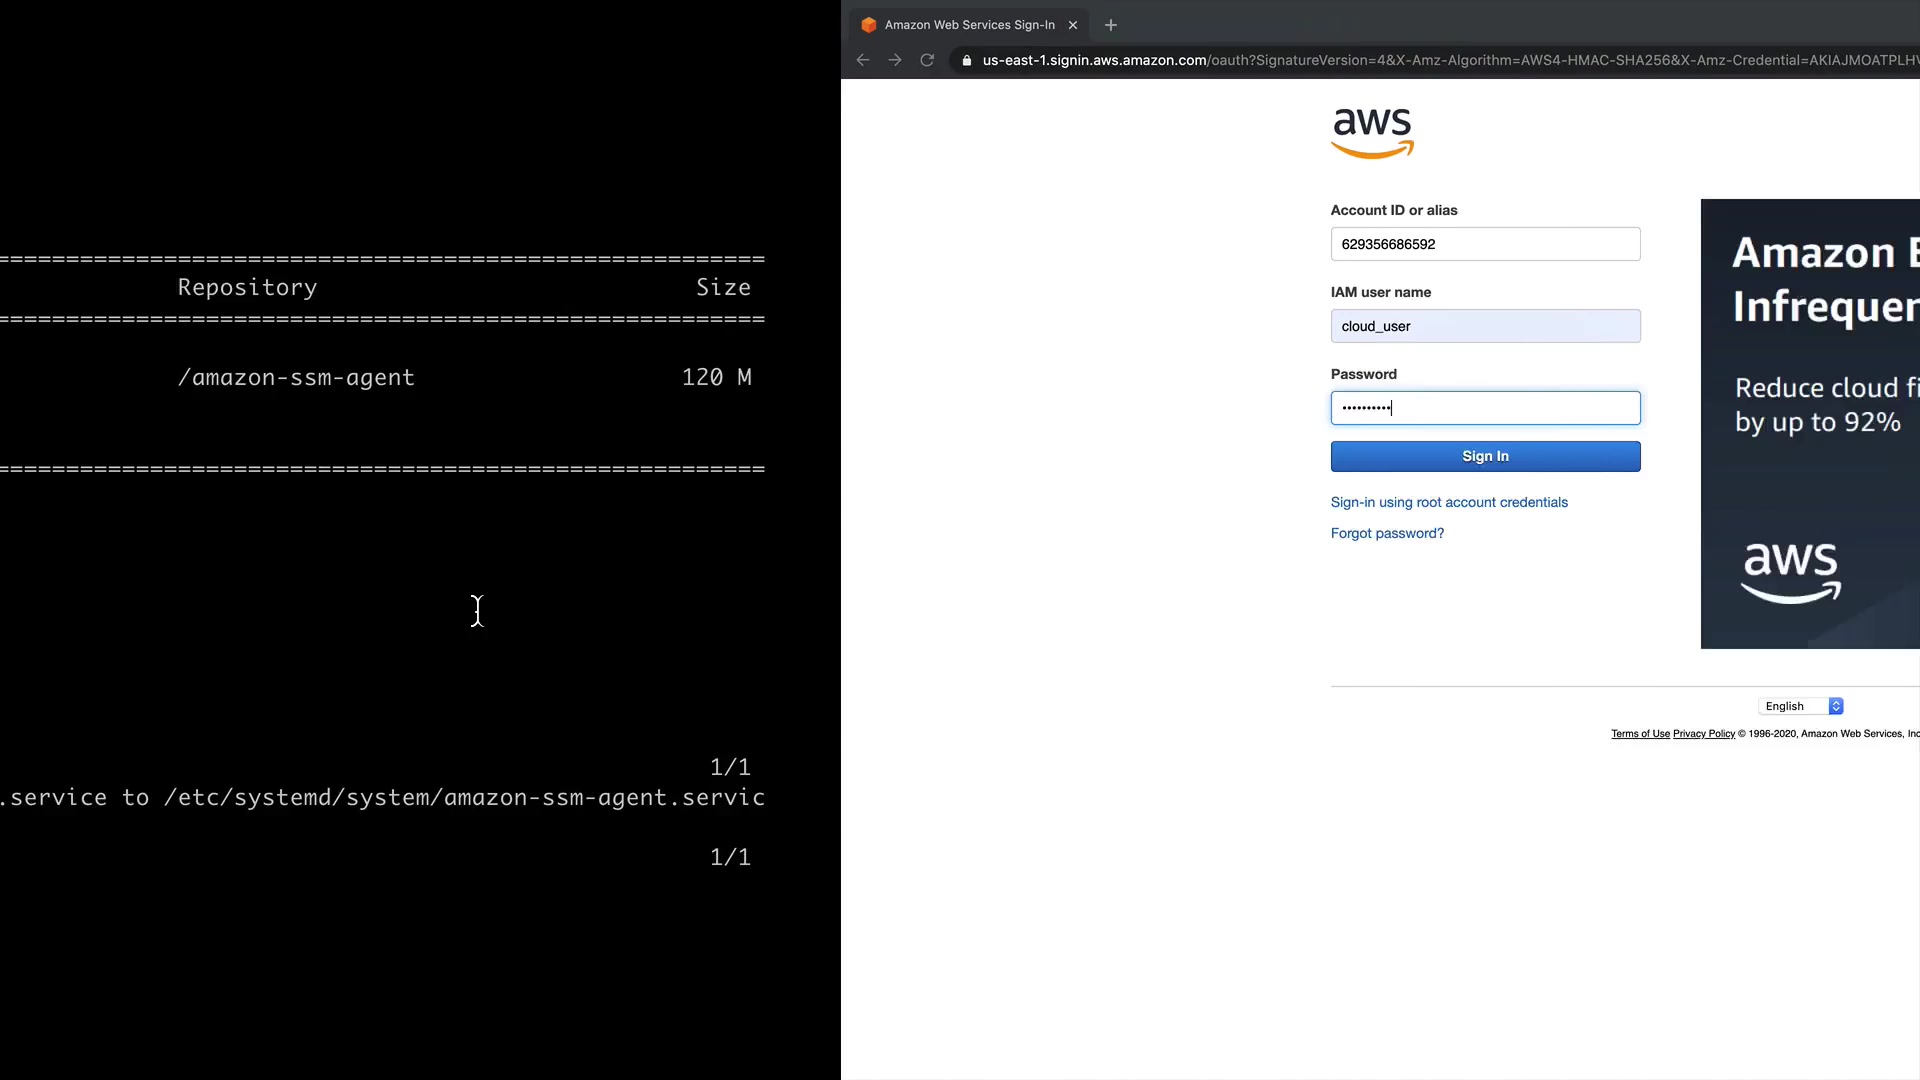 =======================================================
Repository Size
=======================================================
/amazon-ssm-agent 120 M
=======================================================
1/1
.service to /etc/systemd/system/amazon-ssm-agent.servic
1/1
Amazon Web Services Sign-In
us-east-1.signin.aws.amazon.com/oauth?SignatureVersion=4&X-Amz-Algorithm=AWS4-HMAC-SHA256&X-Amz-Credential=AKIAJMOATPLHV
aws
Account ID or alias
629356686592
IAM user name
cloud_user
Password
••••••••••
Sign In
Sign-in using root account credentials
Forgot password?
Amazon E
Infrequen
Reduce cloud fi
by up to 92%
aws
English
Terms of Use Privacy Policy © 1996-2020, Amazon Web Services, Inc